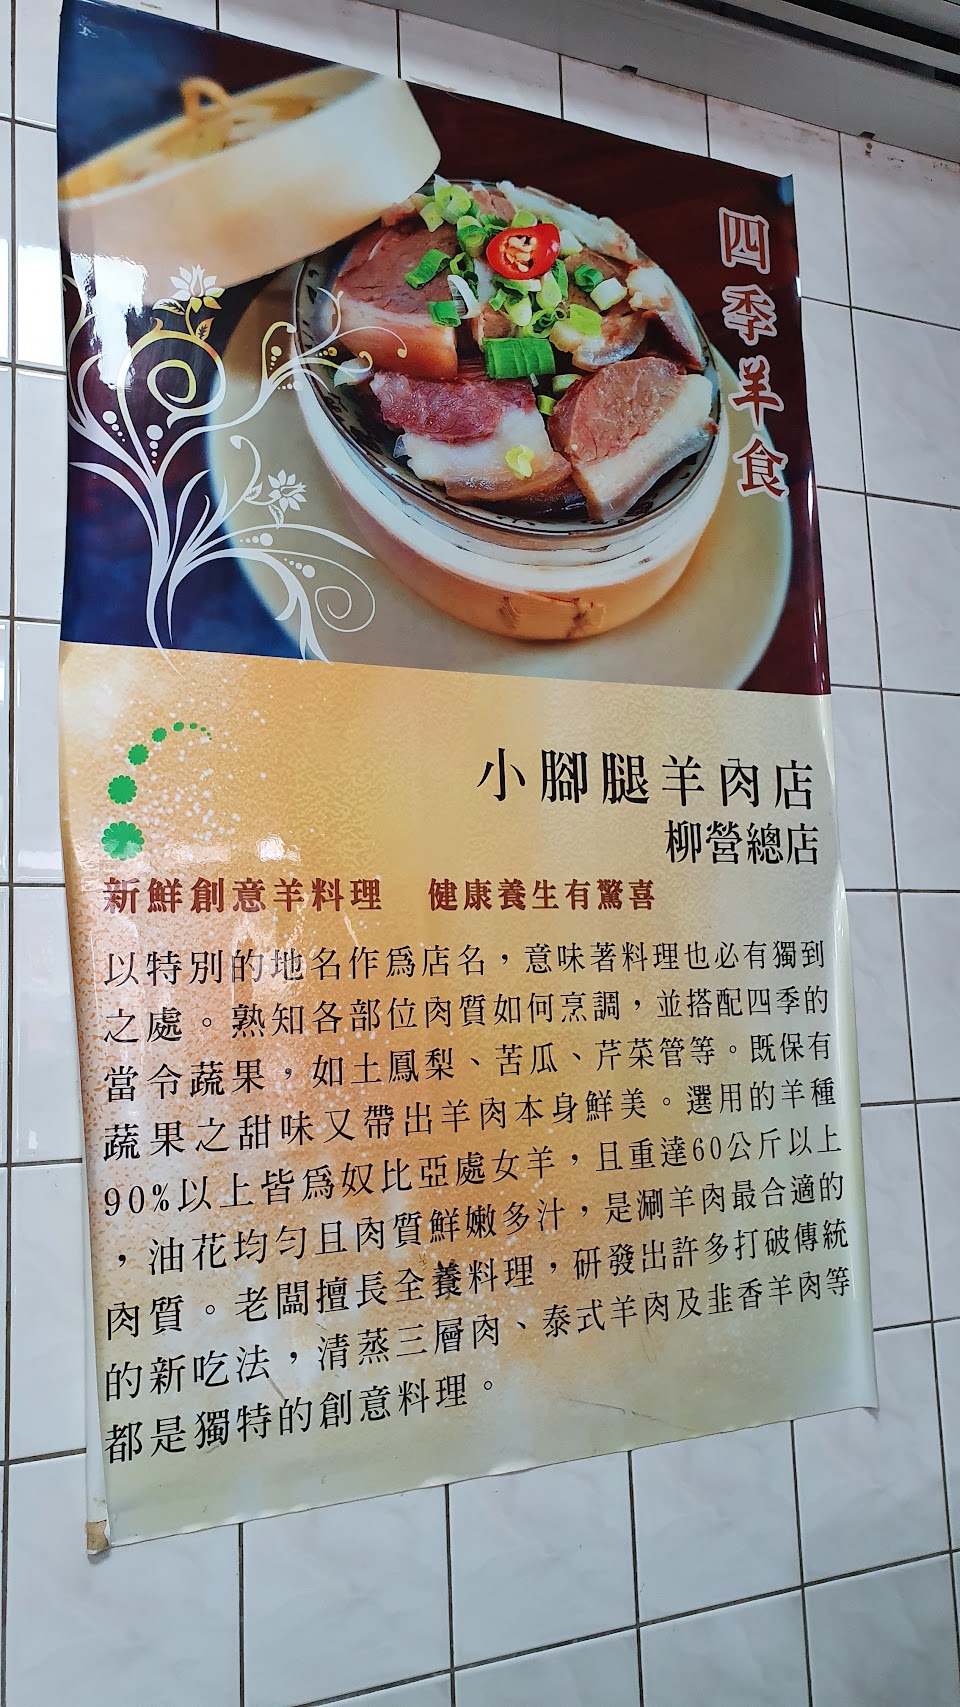 四季羊食
小腳腿羊肉店
柳營總店
新鮮創意羊料理　健康養生有驚喜
以特別的地名作為店名，意味著料理也必有獨到
之處。熟知各部位肉質如何烹調，並搭配四季的
當令蔬果，如土鳳梨、苦瓜、芹菜管等。既保有
蔬果之甜味又帶出羊肉本身鮮美。選用的羊種
90%以上皆為奴比亞處女羊，且重達60公斤以上
，油花均勻且肉質鮮嫩多汁，是涮羊肉最合適的
肉質。老闆擅長全養料理，研發出許多打破傳統
的新吃法，清蒸三層肉、泰式羊肉及韭香羊肉等
都是獨特的創意料理。